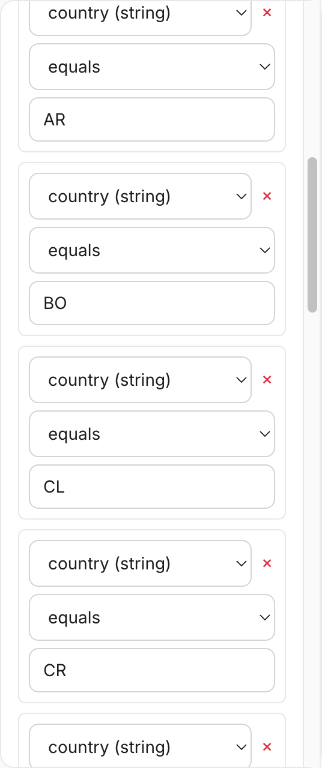 country (string)
×
equals
AR
country (string)
×
equals
BO
country (string)
×
equals
CL
country (string)
×
equals
CR
country (string)
×